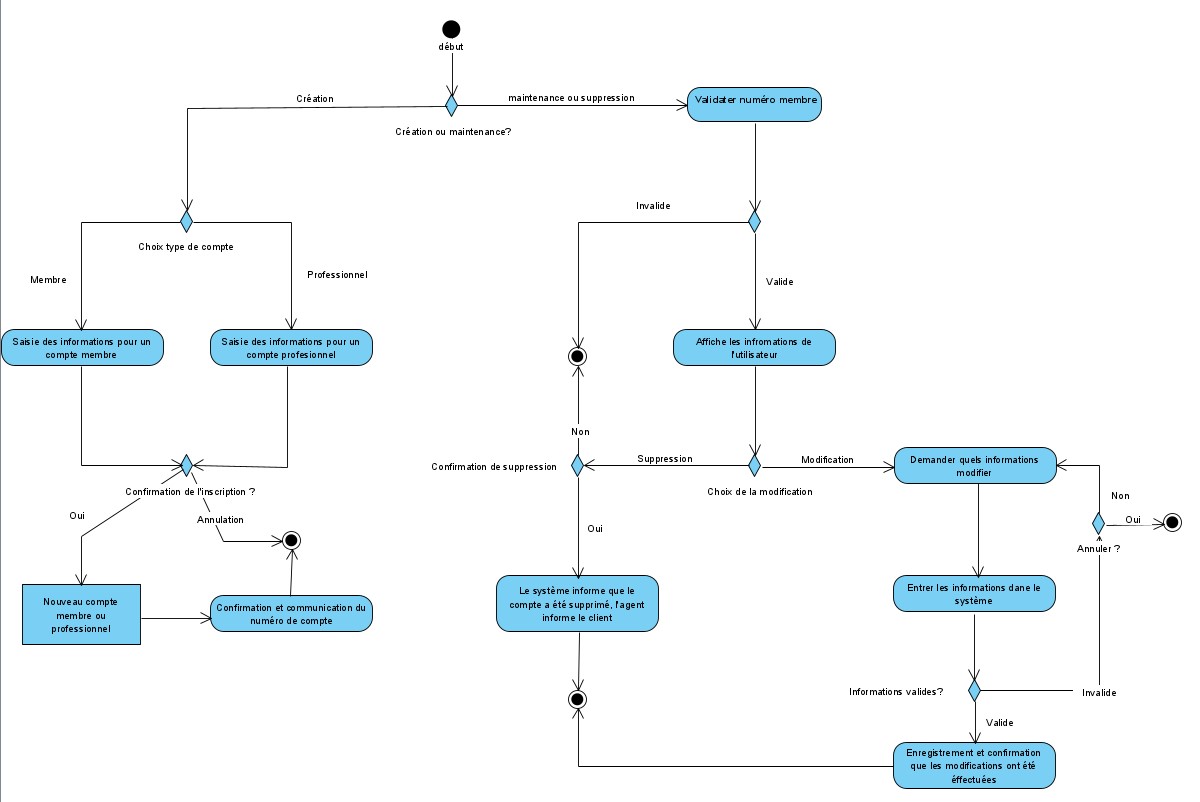 début
Création
maintenance ou suppression
Validater numéro membre
Création ou maintenance?
Invalide
Choix type de compte
Membre
Professionnel
Valide
Saisie des informations pour un
compte membre
Saisie des informations pour un
compte profesionnel
Affiche les infromations de
l'utilisateur
Non
Confirmation de suppression
Suppression
Choix de la modification
Modification
Demander quels informations
modifier
Confirmation de l'inscription ?
Oui
Annulation
Non
Oui
Annuler ?
Oui
Nouveau compte
membre ou
professionnel
Confirmation et communication du
numéro de compte
Le système informe que le
compte a été supprimé, l'agent
informe le client
Entrer les informations dane le
système
Informations valides?
Invalide
Valide
Enregistrement et confirmation
que les modifications ont été
éffectuées